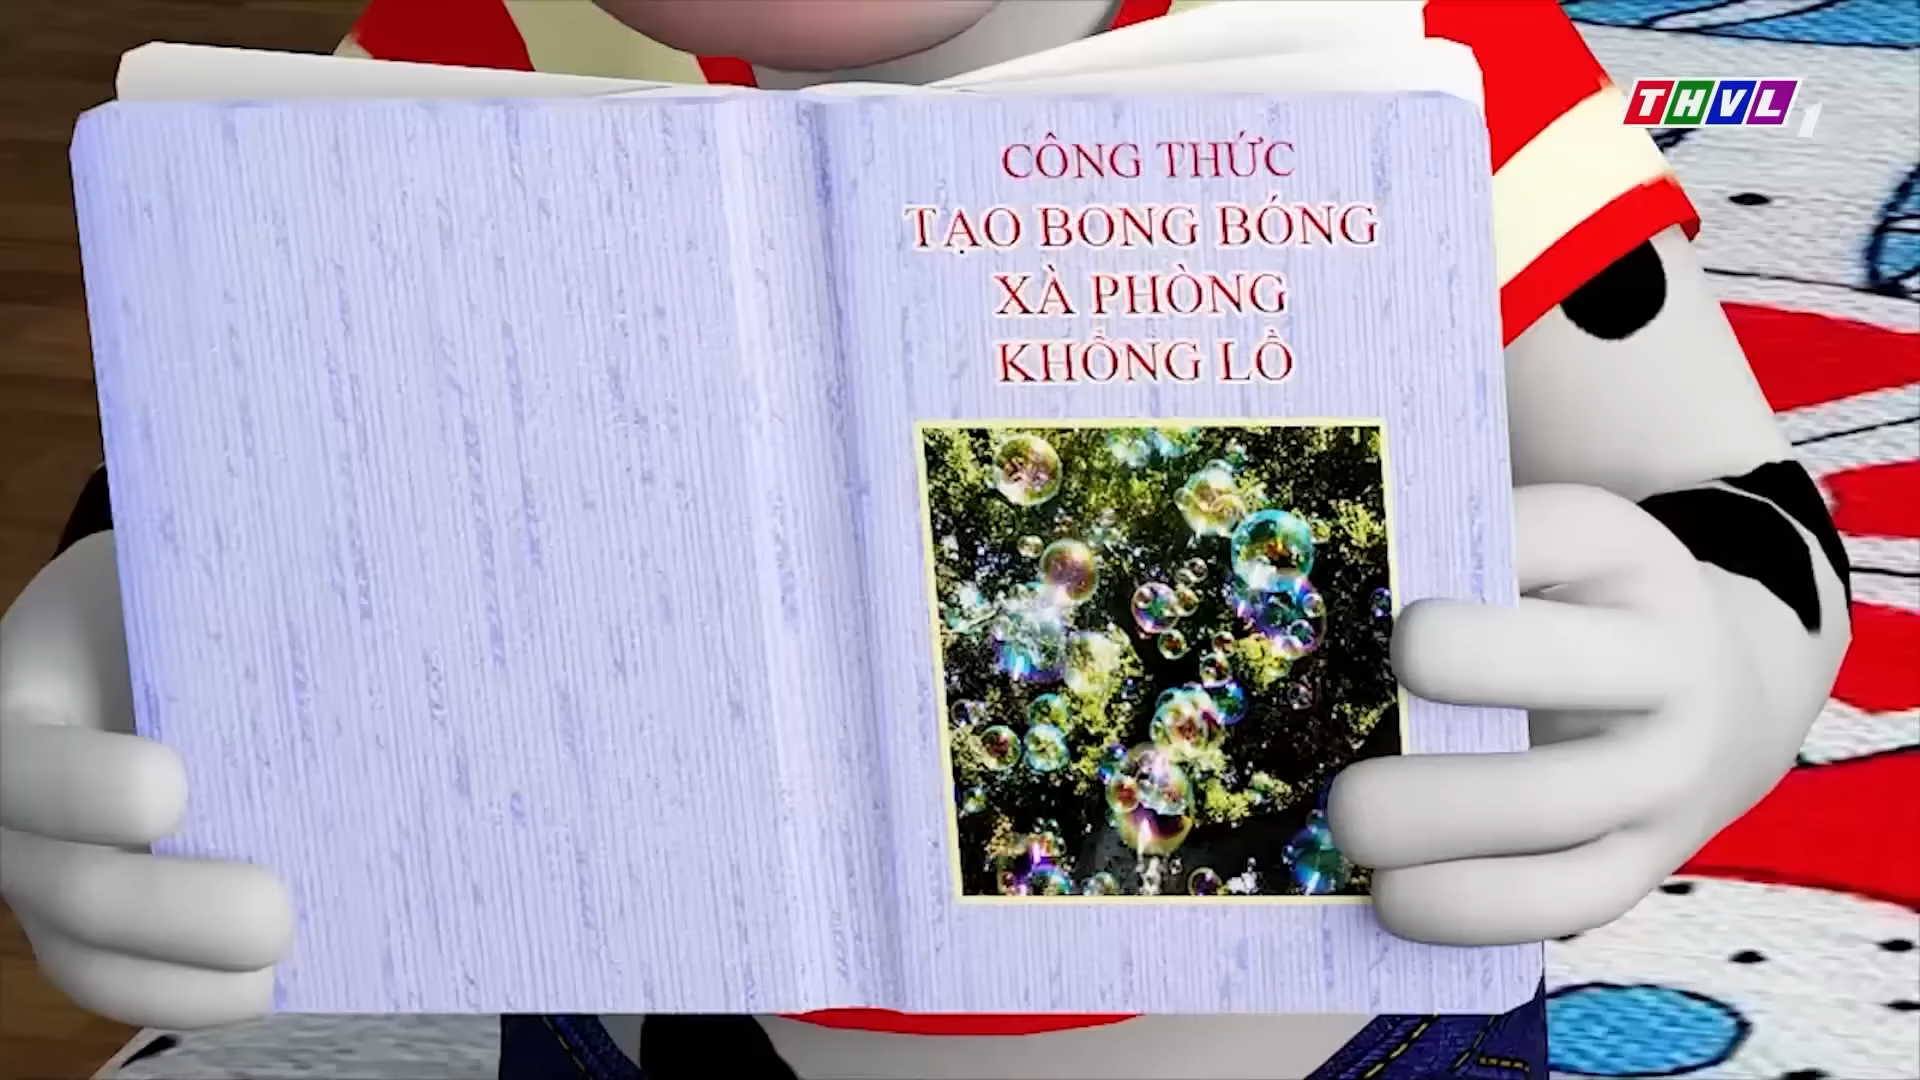 THVL1
CÔNG THỨC
TẠO BONG BÓNG
XÀ PHÒNG
KHỔNG LỒ